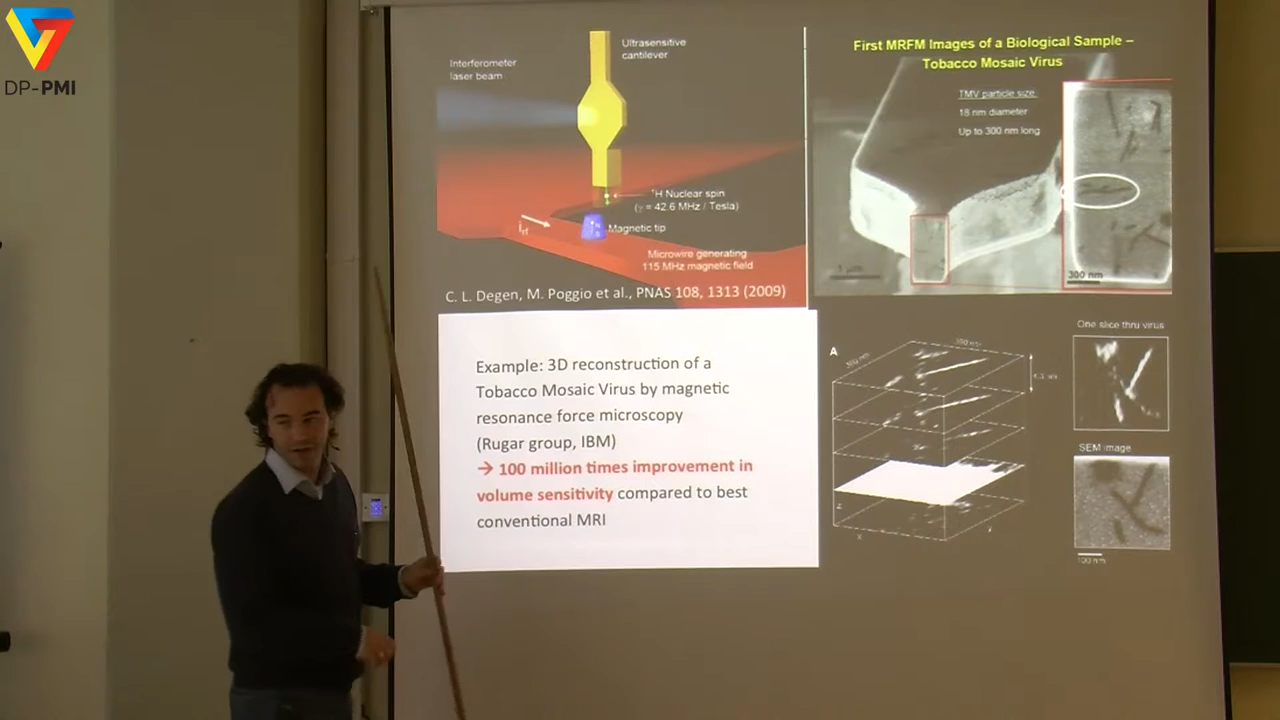 DP-PMI
Interferometer
laser beam
Ultrasensitive
cantilever
¹H Nuclear spin
(γ = 42.6 MHz / Tesla)
Magnetic tip
i_rf
Microwire generating
115 MHz magnetic field
C. L. Degen, M. Poggio et al., PNAS 108, 1313 (2009)
First MRFM Images of a Biological Sample –
Tobacco Mosaic Virus
TMV particle size:
18 nm diameter
Up to 300 nm long
1 μm
300 nm
Example: 3D reconstruction of a
Tobacco Mosaic Virus by magnetic
resonance force microscopy
(Rugar group, IBM)
→ 100 million times improvement in
volume sensitivity compared to best
conventional MRI
A
z
x
y
One slice thru virus
SEM image
100 nm